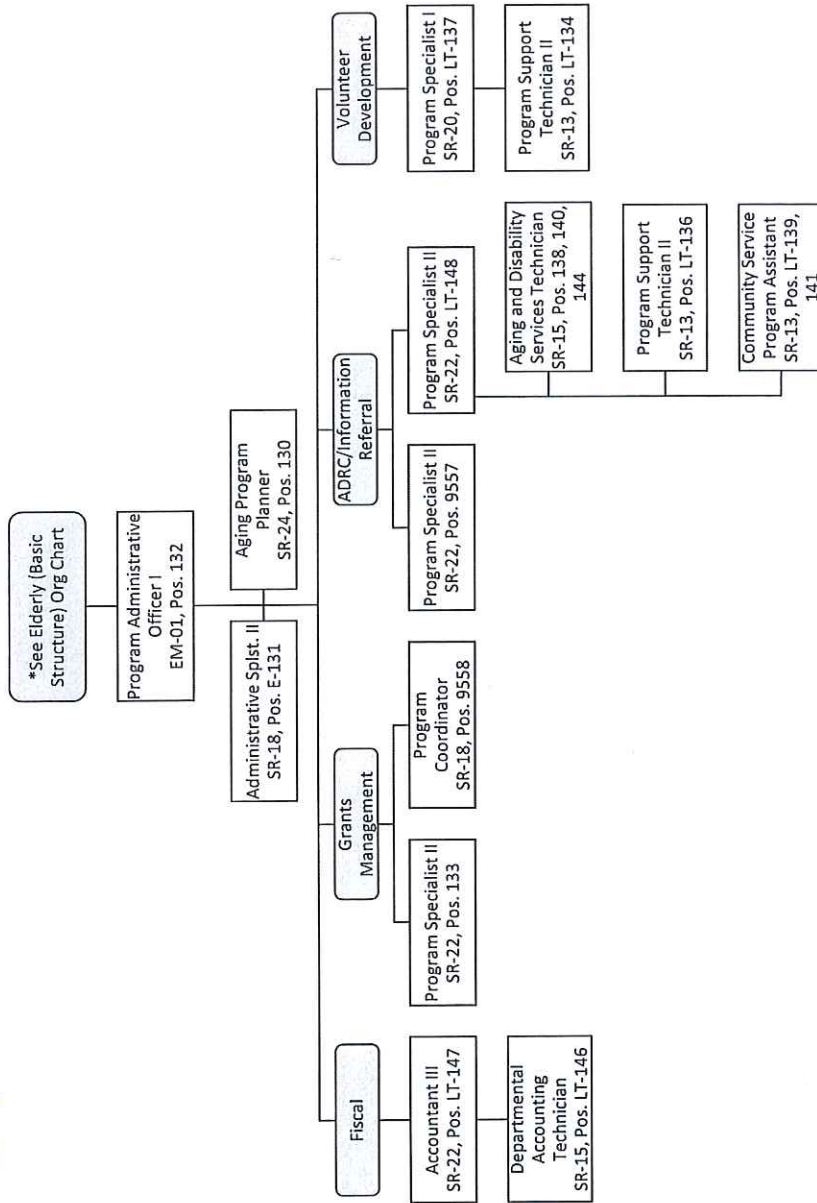 *See Elderly (Basic
Structure) Org Chart
Program Administrative
Officer I
EM-01, Pos. 132
Administrative Splst. II
SR-18, Pos. E-131
Aging Program
Planner
SR-24, Pos. 130
Fiscal
Accountant III
SR-22, Pos. LT-147
Departmental
Accounting
Technician
SR-15, Pos. LT-146
Grants
Management
Program Specialist II
SR-22, Pos. 133
Program
Coordinator
SR-18, Pos. 9558
ADRC/Information
Referral
Program Specialist II
SR-22, Pos. 9557
Program Specialist II
SR-22, Pos. LT-148
Aging and Disability
Services Technician
SR-15, Pos. 138, 140,
144
Program Support
Technician II
SR-13, Pos. LT-136
Community Service
Program Assistant
SR-13, Pos. LT-139,
141
Volunteer
Development
Program Specialist I
SR-20, Pos. LT-137
Program Support
Technician II
SR-13, Pos. LT-134